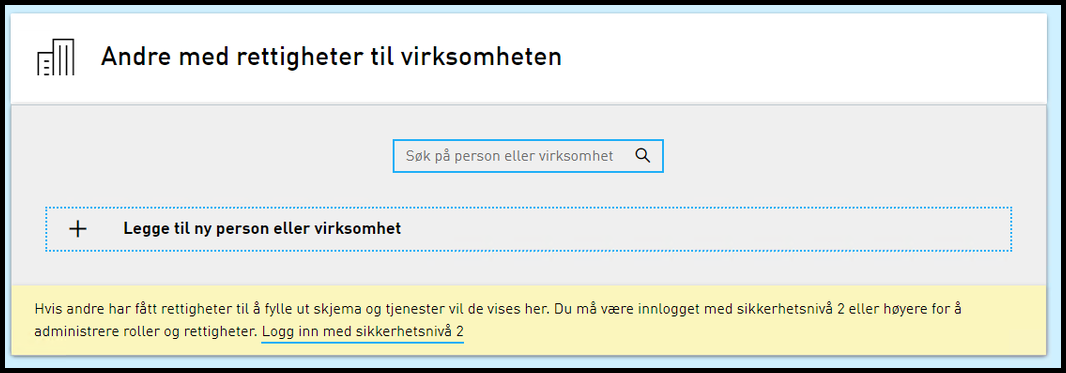 Andre med rettigheter til virksomheten
Søk på person eller virksomhet
Legge til ny person eller virksomhet
Hvis andre har fått rettigheter til å fylle ut skjema og tjenester vil de vises her. Du må være innlogget med sikkerhetsnivå 2 eller høyere for å
administrere roller og rettigheter. Logg inn med sikkerhetsnivå 2